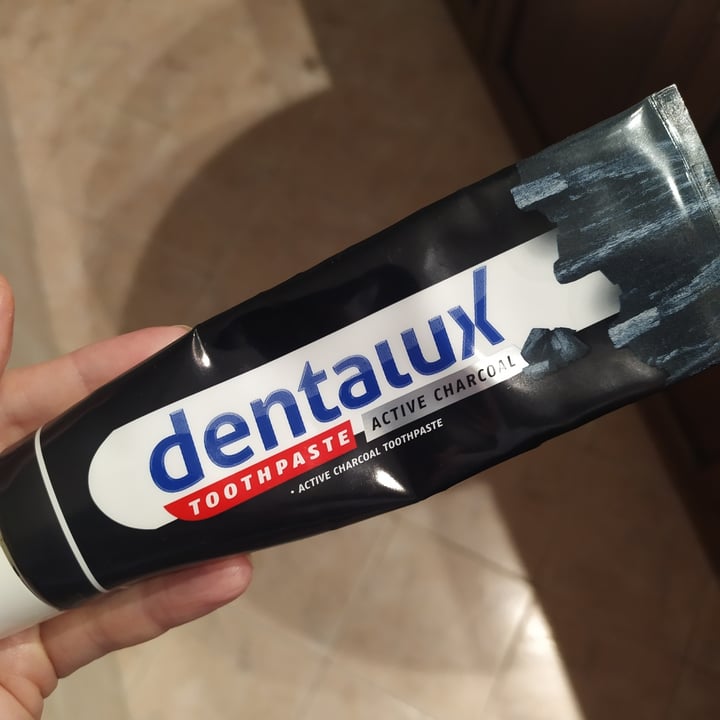 dentalux
TOOTHPASTE
ACTIVE CHARCOAL
• ACTIVE CHARCOAL TOOTHPASTE